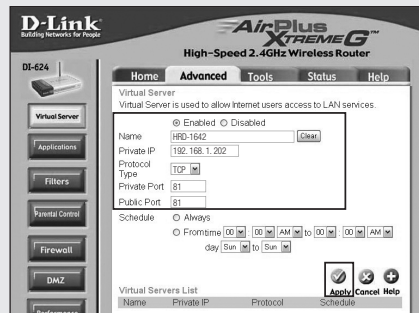 D-Link
Building Networks for People
AirPlus
XTREME G™
High-Speed 2.4GHz Wireless Router
DI-624
Home Advanced Tools Status Help
Virtual Server
Applications
Filters
Parental Control
Firewall
DMZ
Performance
Virtual Server
Virtual Server is used to allow Internet users access to LAN services.
Enabled Disabled
Name HRD-1642 Clear
Private IP 192.168.1.202
Protocol
Type TCP
Private Port 81
Public Port 81
Schedule Always
From time 00 : 00 AM to 00 : 00 AM
day Sun to Sun
Apply Cancel Help
Virtual Servers List
Name Private IP Protocol Schedule